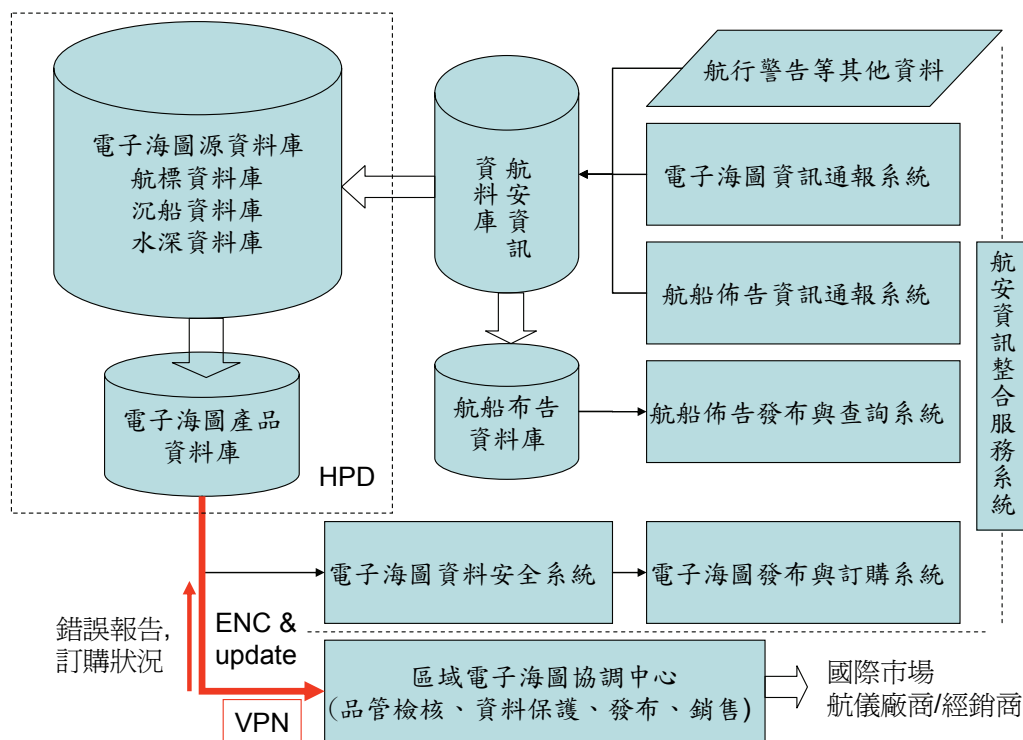 電子海圖源資料庫
航標資料庫
沉船資料庫
水深資料庫
電子海圖產品
資料庫
HPD
航安資訊
資料庫
航船布告
資料庫
航行警告等其他資料
電子海圖資訊通報系統
航船佈告資訊通報系統
航船佈告發布與查詢系統
航安資訊整合服務系統
電子海圖資料安全系統
電子海圖發布與訂購系統
錯誤報告,
訂購狀況
ENC &
update
VPN
區域電子海圖協調中心
(品管檢核、資料保護、發布、銷售)
國際市場
航儀廠商/經銷商